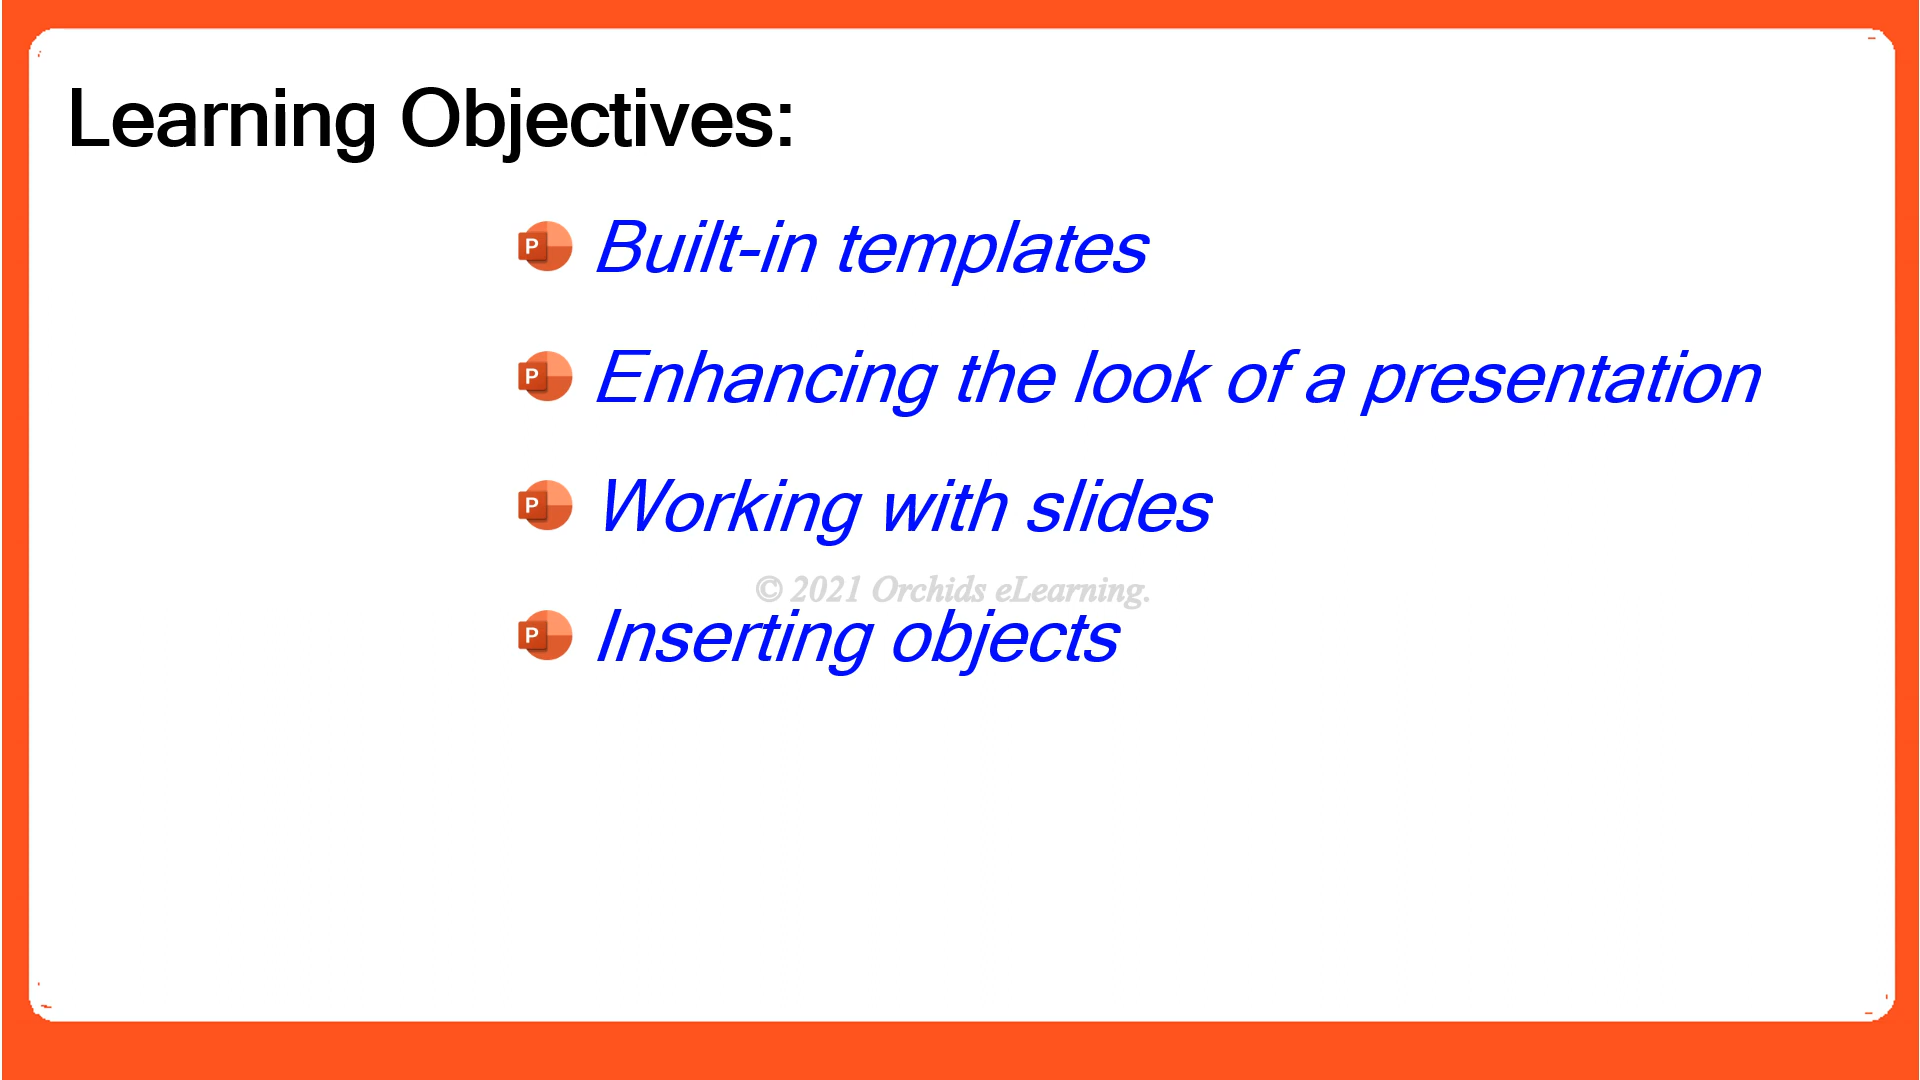 Learning Objectives:
P Built-in templates
P Enhancing the look of a presentation
P Working with slides
© 2021 Orchids eLearning.
P Inserting objects